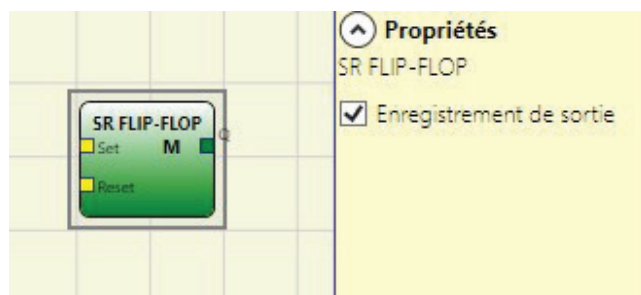 Propriétés
SR FLIP-FLOP
Enregistrement de sortie
SR FLIP-FLOP
Set M Q
Reset